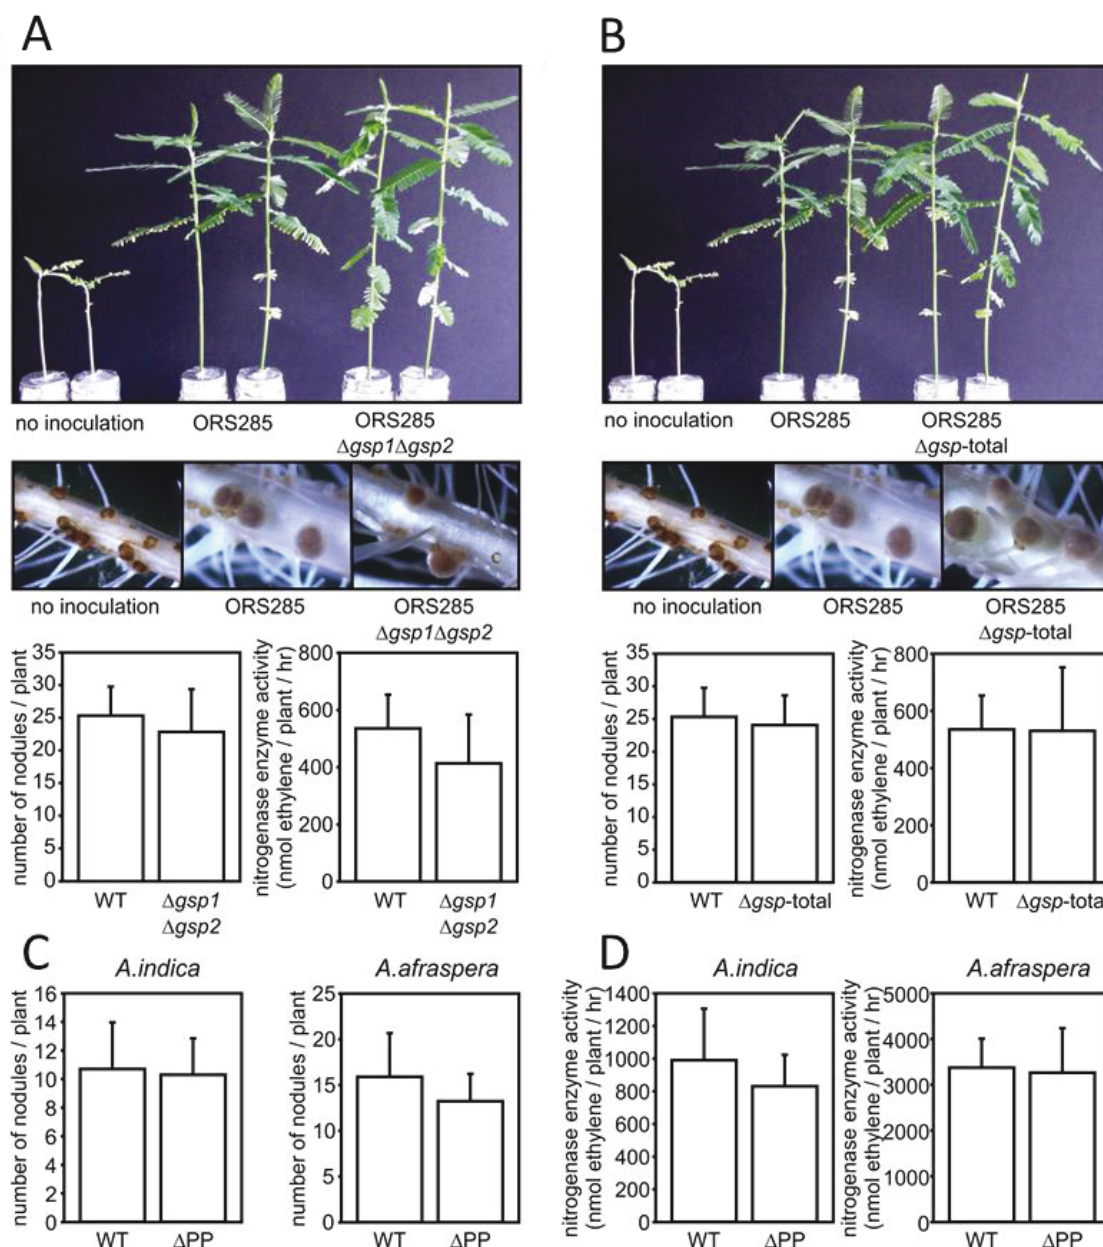 A
B
no inoculation
ORS285
ORS285
Δgsp1Δgsp2
no inoculation
ORS285
ORS285
Δgsp-total
no inoculation
ORS285
ORS285
Δgsp1Δgsp2
no inoculation
ORS285
ORS285
Δgsp-total
number of nodules / plant
35
30
25
20
15
10
5
0
WT
Δgsp1
Δgsp2
nitrogenase enzyme activity
(nmol ethylene / plant / hr)
800
600
400
200
0
WT
Δgsp1
Δgsp2
number of nodules / plant
35
30
25
20
15
10
5
0
WT
Δgsp-total
nitrogenase enzyme activity
(nmol ethylene / plant / hr)
800
600
400
200
0
WT
Δgsp-total
C
A.indica
number of nodules / plant
16
14
12
10
8
6
4
2
0
WT
ΔPP
A.afraspera
number of nodules / plant
25
20
15
10
5
0
WT
ΔPP
D
A.indica
nitrogenase enzyme activity
(nmol ethylene / plant / hr)
1400
1200
1000
800
600
400
200
0
WT
ΔPP
A.afraspera
nitrogenase enzyme activity
(nmol ethylene / plant / hr)
5000
4000
3000
2000
1000
0
WT
ΔPP